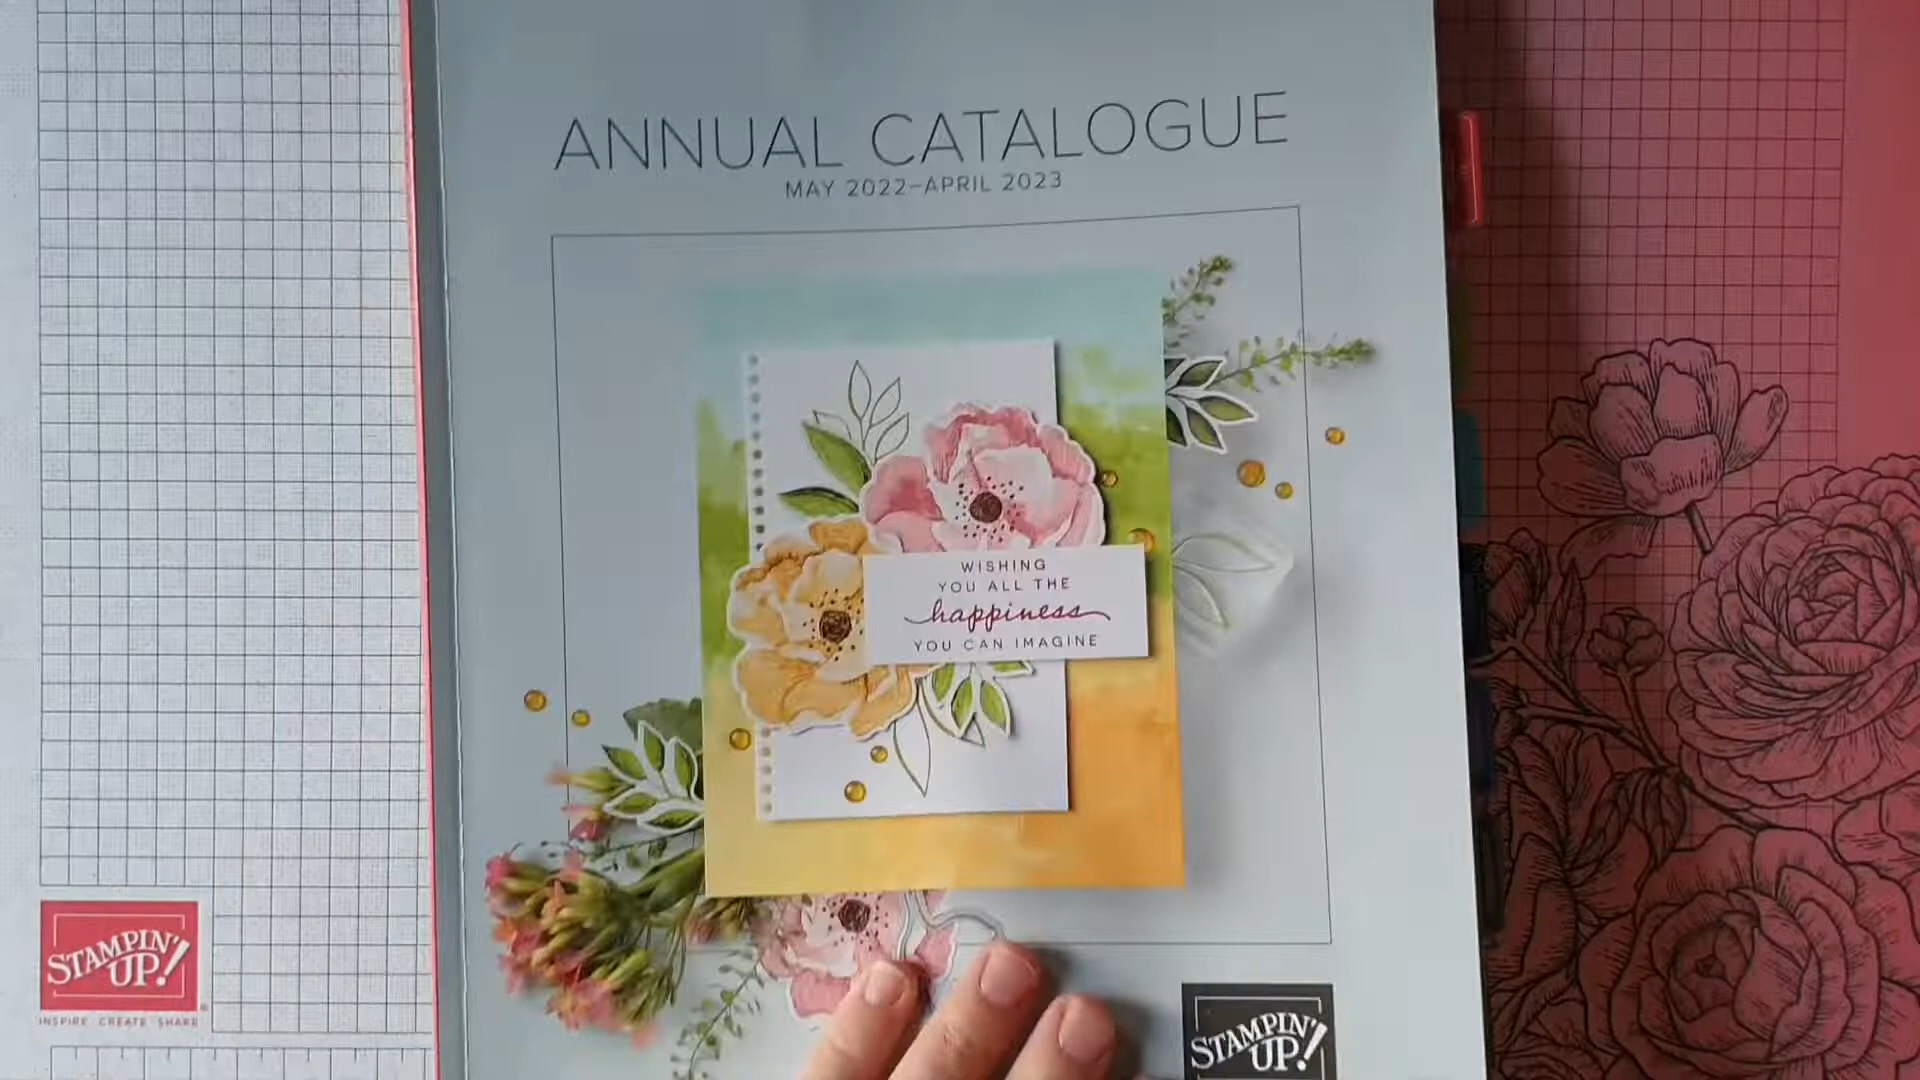 ANNUAL CATALOGUE
MAY 2022–APRIL 2023
WISHING
YOU ALL THE
happiness
YOU CAN IMAGINE
STAMPIN'
UP!
INSPIRE CREATE SHARE
STAMPIN'
UP!